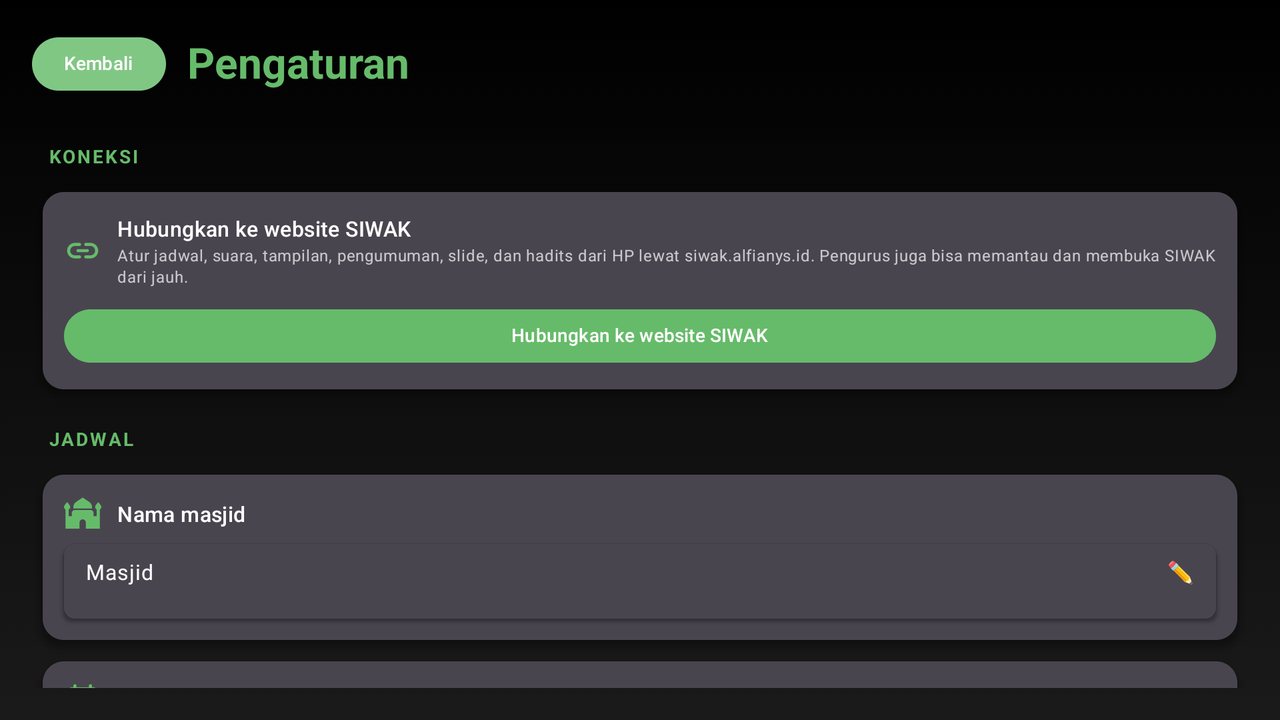 Kembali
Pengaturan
KONEKSI
Hubungkan ke website SIWAK
Atur jadwal, suara, tampilan, pengumuman, slide, dan hadits dari HP lewat siwak.alfianys.id. Pengurus juga bisa memantau dan membuka SIWAK
dari jauh.
Hubungkan ke website SIWAK
JADWAL
Nama masjid
Masjid